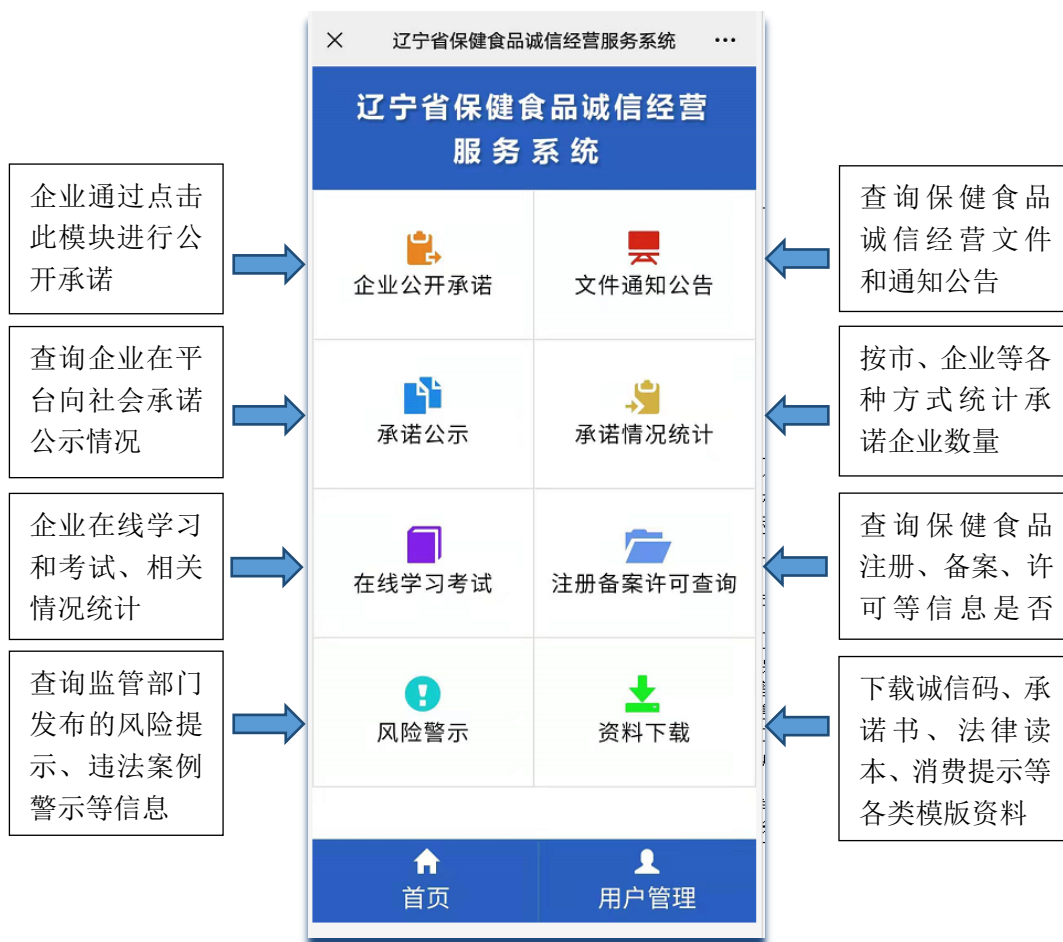 辽宁省保健食品诚信经营服务系统
辽宁省保健食品诚信经营
服务系统
企业通过点击
此模块进行公
开承诺
企业公开承诺
文件通知公告
查询保健食品
诚信经营文件
和通知公告
查询企业在平
台向社会承诺
公示情况
承诺公示
承诺情况统计
按市、企业等各
种方式统计承
诺企业数量
企业在线学习
和考试、相关
情况统计
在线学习考试
注册备案许可查询
查询保健食品
注册、备案、许
可等信息是否
查询监管部门
发布的风险提
示、违法案例
警示等信息
风险警示
资料下载
下载诚信码、承
诺书、法律读
本、消费提示等
各类模版资料
首页
用户管理